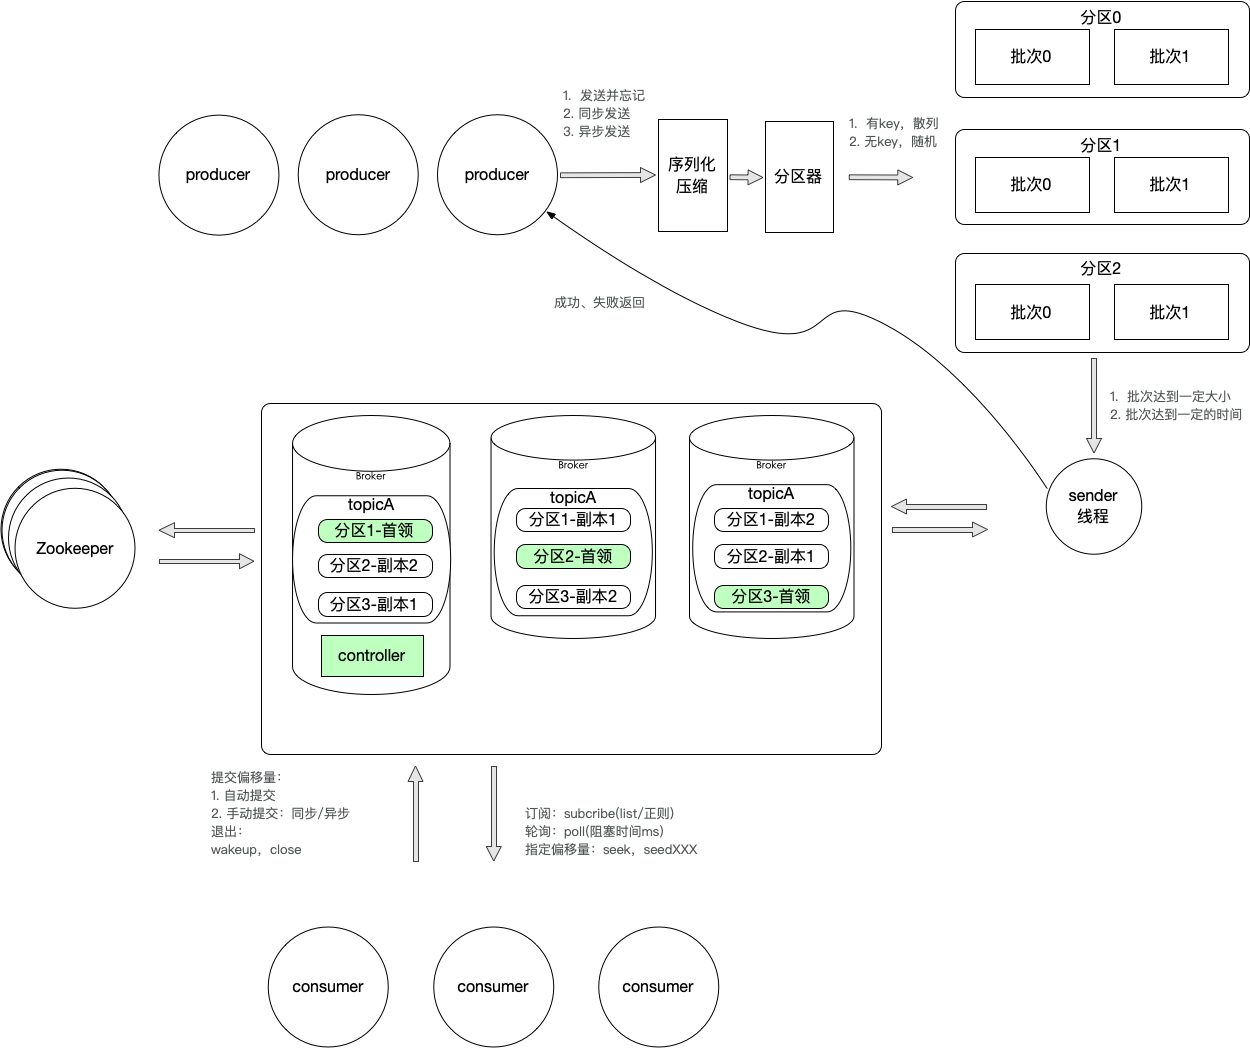 分区0
批次0
批次1
1. 发送并忘记
2. 同步发送
3. 异步发送
producer
producer
producer
序列化
压缩
分区器
1. 有key，散列
2. 无key，随机
分区1
批次0
批次1
分区2
批次0
批次1
成功、失败返回
1. 批次达到一定大小
2. 批次达到一定的时间
sender
线程
Zookeeper
Broker
topicA
分区1-首领
分区2-副本2
分区3-副本1
controller
Broker
topicA
分区1-副本1
分区2-首领
分区3-副本2
Broker
topicA
分区1-副本2
分区2-副本1
分区3-首领
提交偏移量：
1. 自动提交
2. 手动提交：同步/异步
退出：
wakeup，close
订阅：subcribe(list/正则)
轮询：poll(阻塞时间ms)
指定偏移量：seek，seedXXX
consumer
consumer
consumer